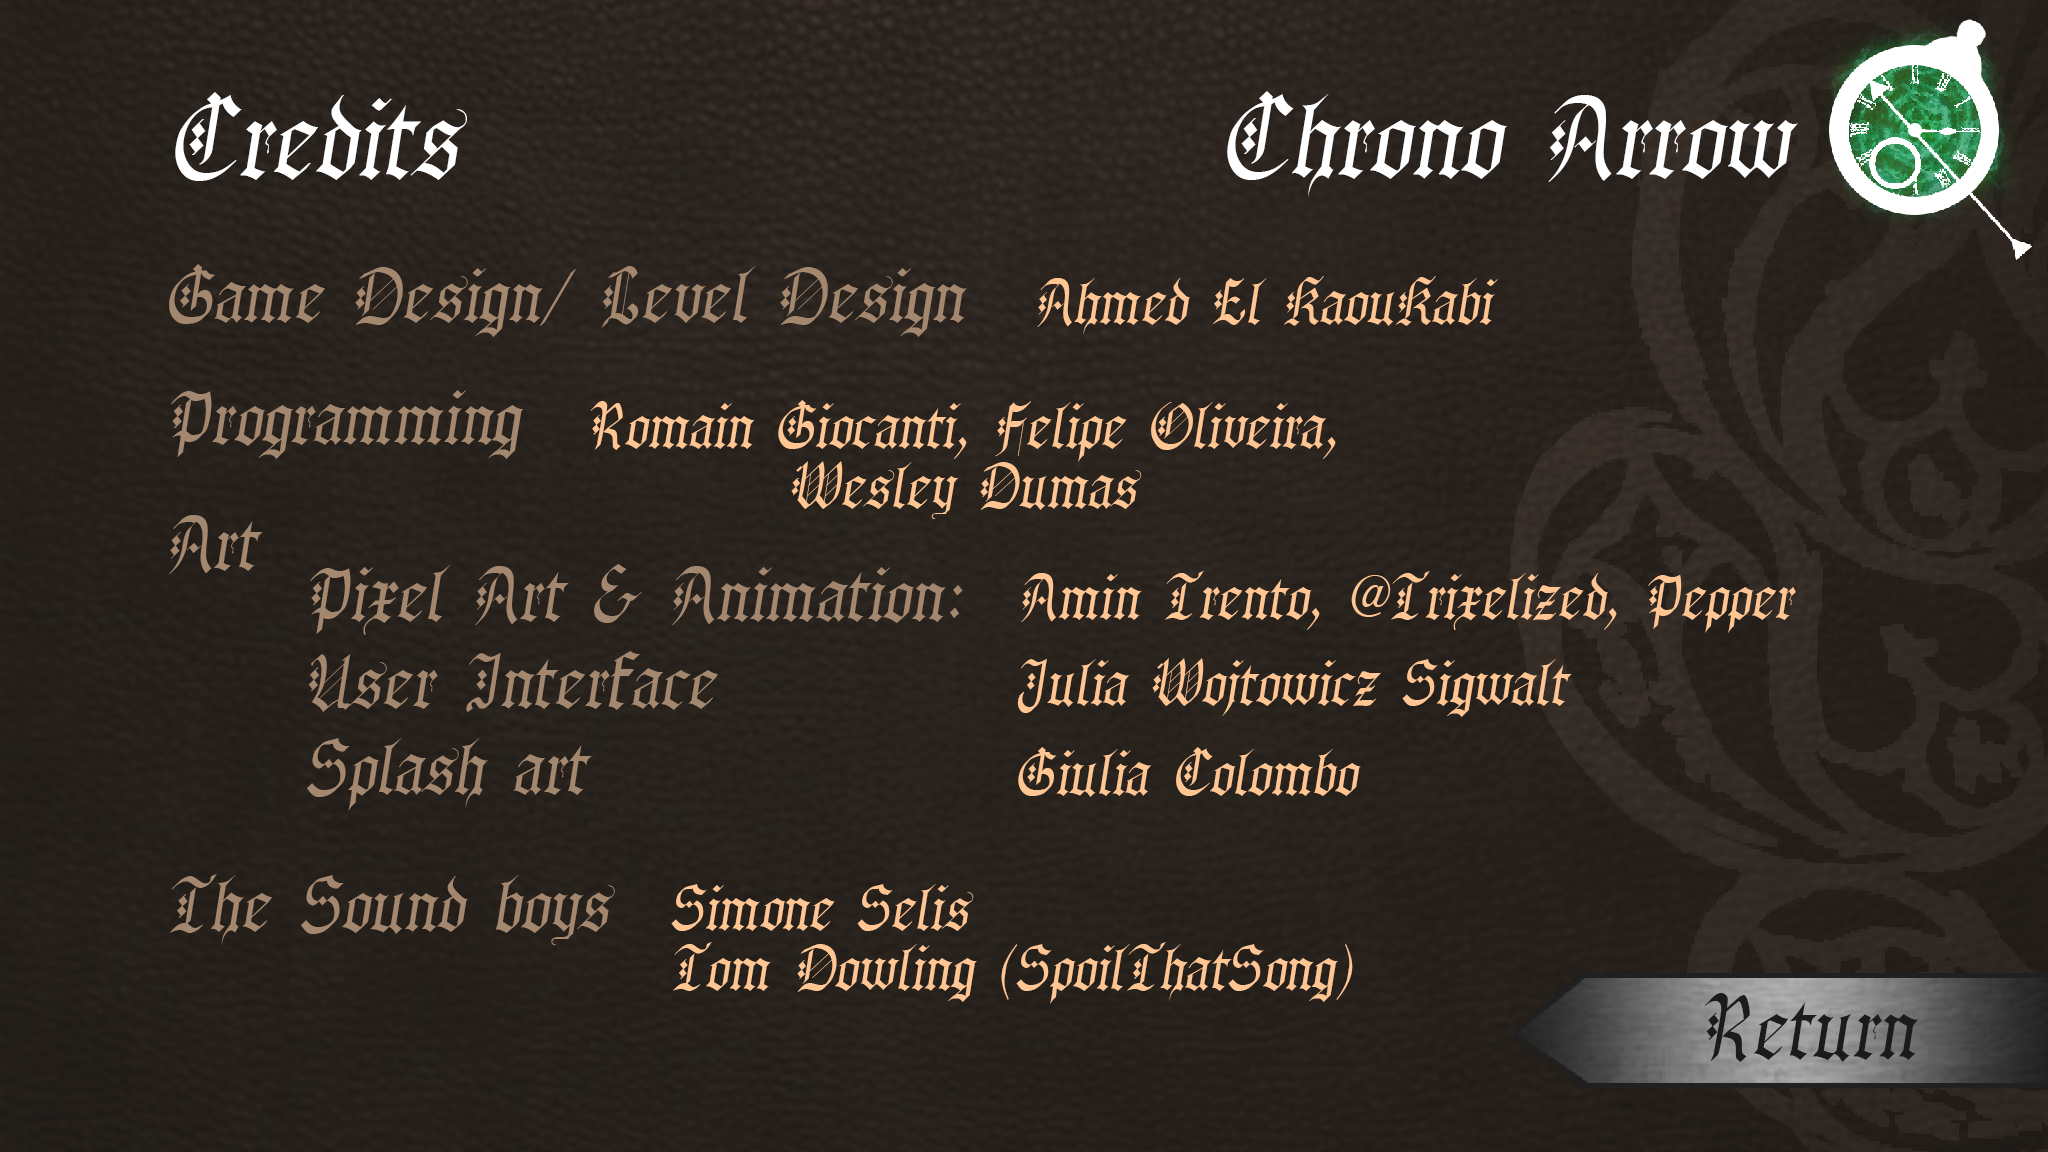 Credits
Chrono Arrow
Game Design/ Level Design Ahmed El KaouKabi
Programming Romain Giocanti, Felipe Oliveira,
Wesley Dumas
Art
Pixel Art & Animation: Amin Trento, @Trixelized, Pepper
User Interface Julia Wojtowicz Sigwalt
Splash art Giulia Colombo
The Sound boys Simone Selis
Tom Dowling (SpoilThatSong)
Return